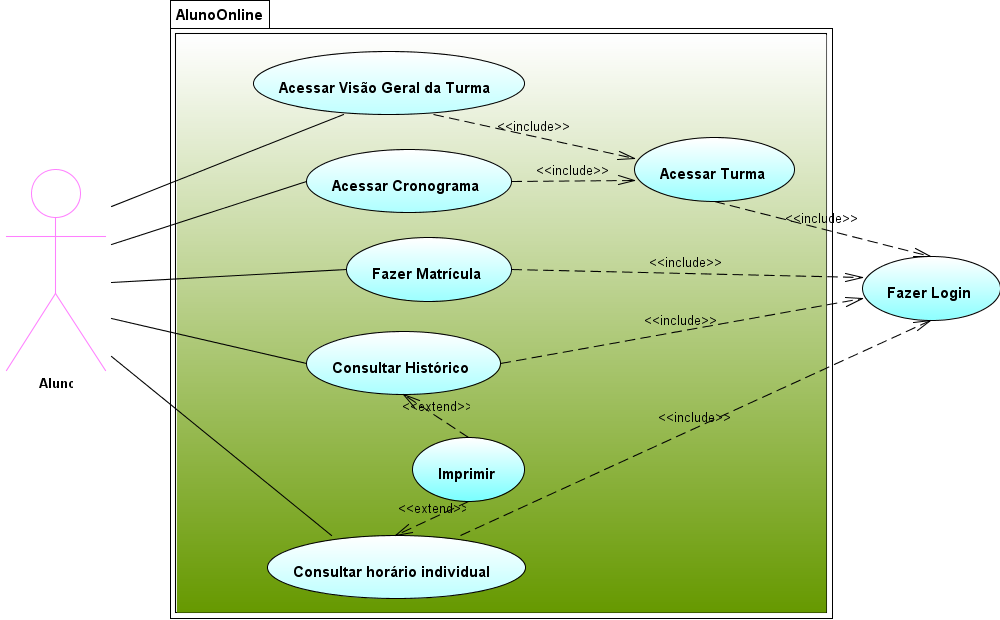 AlunoOnline
Acessar Visão Geral da Turma
<<include>>
Acessar Turma
<<include>>
Acessar Cronograma
<<include>>
Fazer Matrícula
<<include>>
Fazer Login
<<include>>
Consultar Histórico
Aluno
<<extend>>
<<include>>
Imprimir
<<extend>>
Consultar horário individual